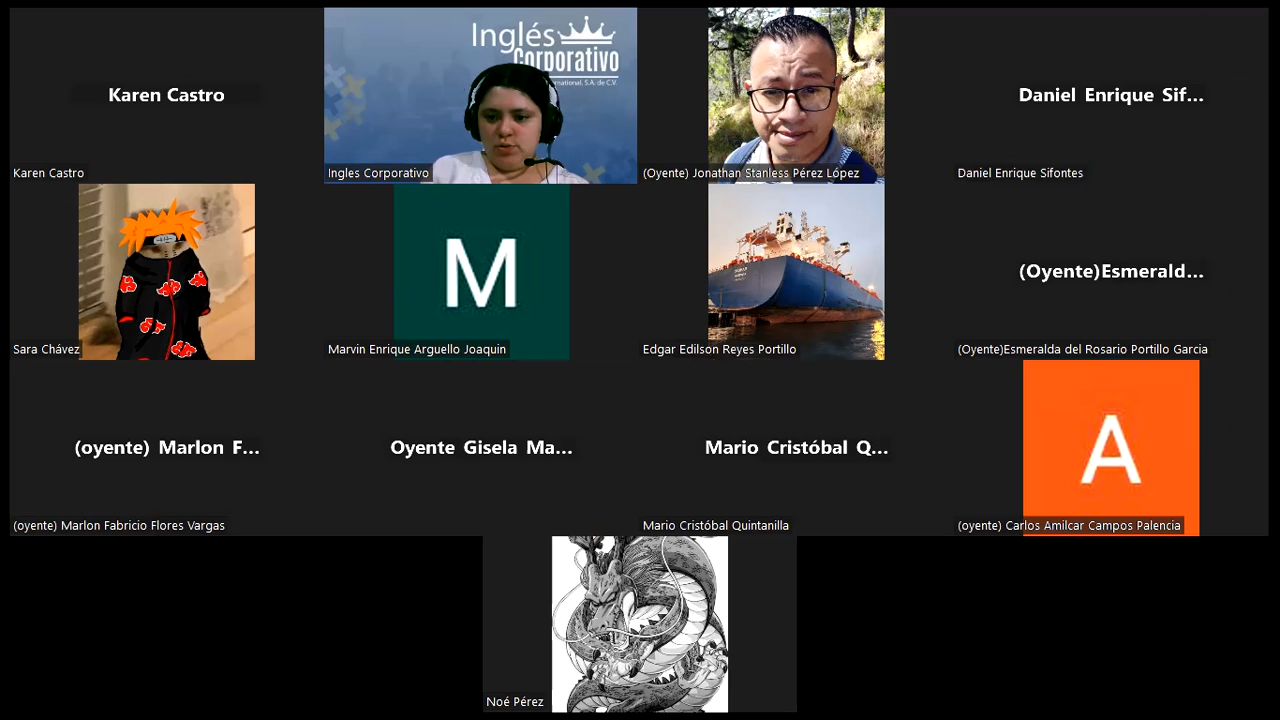 Karen Castro
Karen Castro
Inglés
Corporativo
International, S.A. de C.V.
Ingles Corporativo
(Oyente) Jonathan Stanless Pérez López
Daniel Enrique Sif...
Daniel Enrique Sifontes
Sara Chávez
M
Marvin Enrique Arguello Joaquin
Edgar Edilson Reyes Portillo
(Oyente)Esmerald...
(Oyente)Esmeralda del Rosario Portillo Garcia
(oyente) Marlon F...
(oyente) Marlon Fabricio Flores Vargas
Oyente Gisela Ma...
Mario Cristóbal Q...
Mario Cristóbal Quintanilla
A
(oyente) Carlos Amilcar Campos Palencia
Noé Pérez